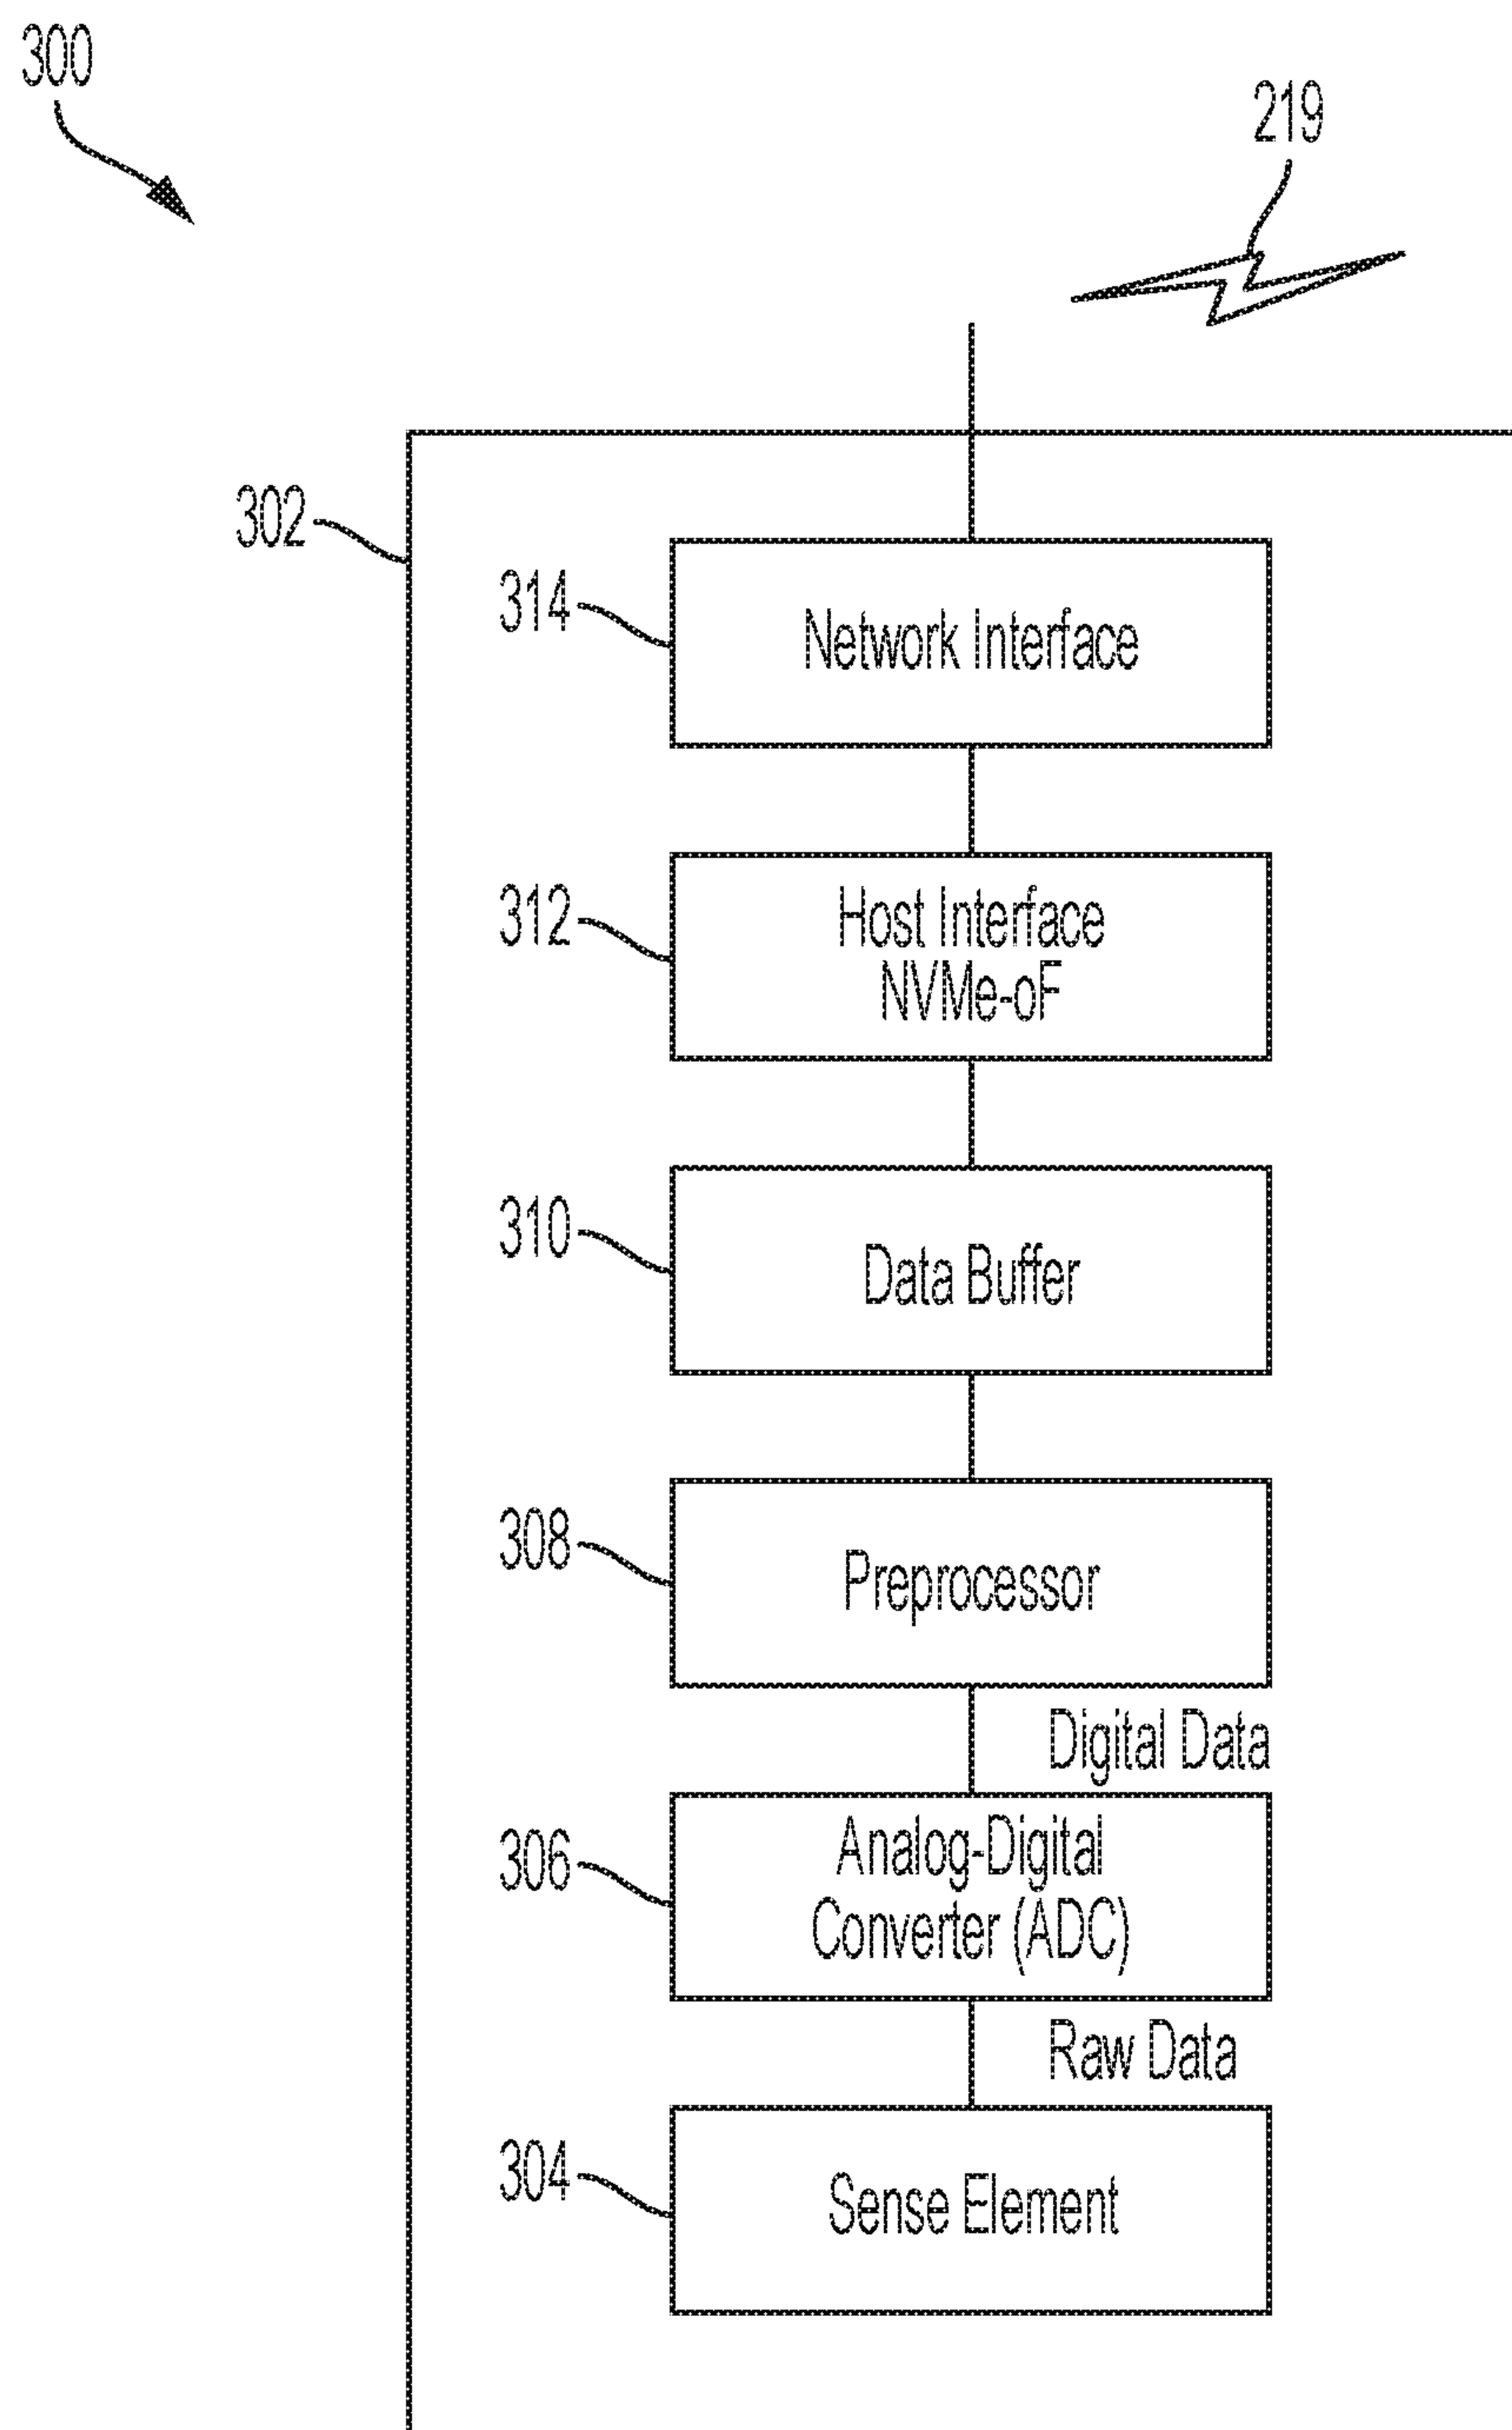 300
219
302
314
Network Interface
312
Host Interface
NVMe-oF
310
Data Buffer
308
Preprocessor
Digital Data
306
Analog-Digital
Converter (ADC)
Raw Data
304
Sense Element